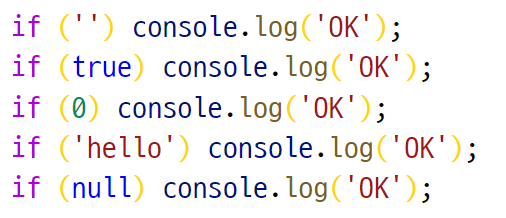 if ('') console.log('OK');
if (true) console.log('OK');
if (0) console.log('OK');
if ('hello') console.log('OK');
if (null) console.log('OK');